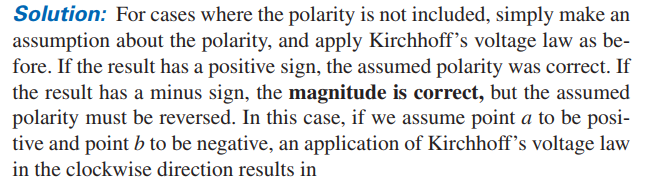 Solution: For cases where the polarity is not included, simply make an
assumption about the polarity, and apply Kirchhoff's voltage law as be-
fore. If the result has a positive sign, the assumed polarity was correct. If
the result has a minus sign, the magnitude is correct, but the assumed
polarity must be reversed. In this case, if we assume point a to be posi-
tive and point b to be negative, an application of Kirchhoff's voltage law
in the clockwise direction results in